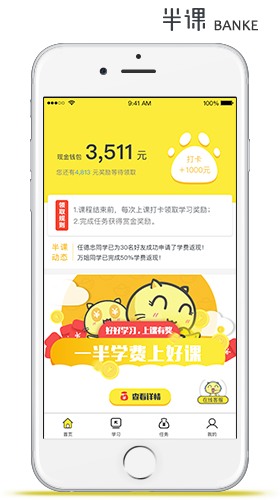 半课 BANKE
9:41 AM
100%
现金钱包 3,511 元
打卡
+1000元
您还有4,813 元奖励等待领取
领取规则
1.课程结束前，每次上课打卡领取学习奖励；
2.完成任务获得赏金奖励。
半课动态
任德忠同学已为30名好友成功申请了学费返现！
万姐同学已完成50%学费返现！
好好学习，上课有奖
一半学费上好课
查看详情
在线客服
首页 学习 任务 我的